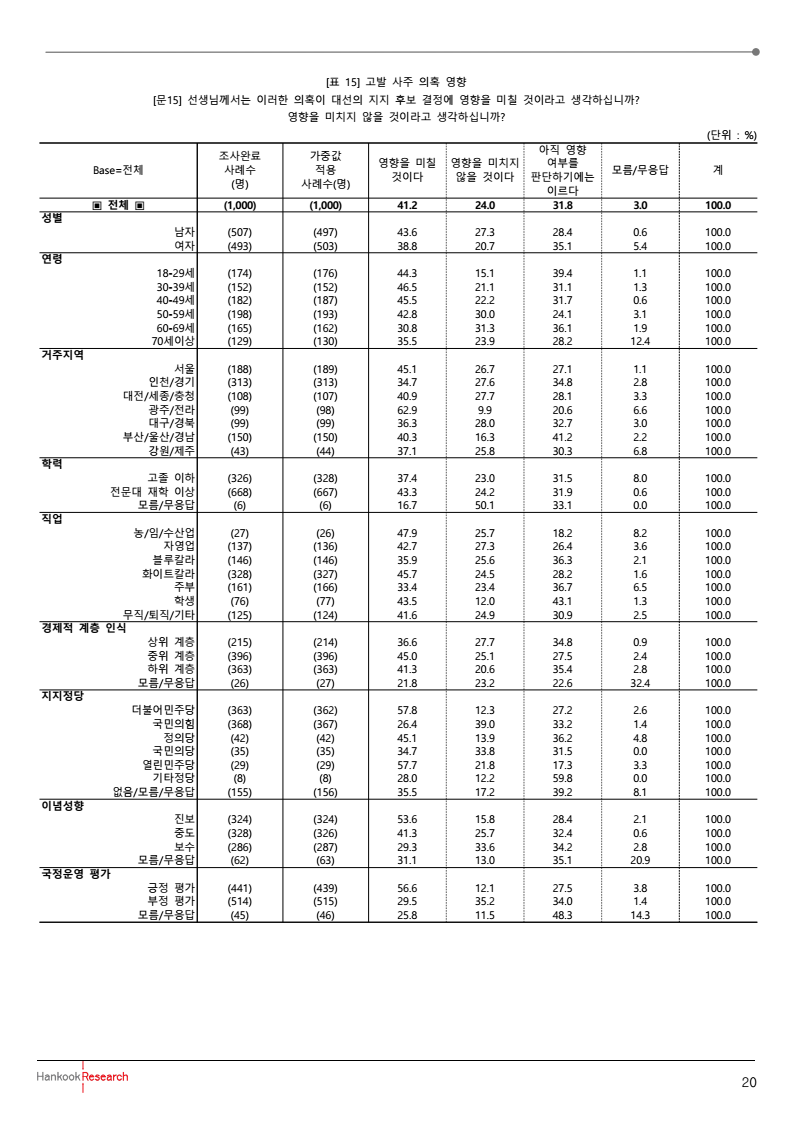 [표 15] 고발 사주 의혹 영향
[문15] 선생님께서는 이러한 의혹이 대선의 지지 후보 결정에 영향을 미칠 것이라고 생각하십니까?
영향을 미치지 않을 것이라고 생각하십니까?
(단위 : %)
Base=전체 조사완료 사례수 (명) 가중값 적용 사례수(명) 영향을 미칠 것이다 영향을 미치지 않을 것이다 아직 영향 여부를 판단하기에는 이르다 모름/무응답 계
▣ 전체 ▣ (1,000) (1,000) 41.2 24.0 31.8 3.0 100.0
성별
남자 (507) (497) 43.6 27.3 28.4 0.6 100.0
여자 (493) (503) 38.8 20.7 35.1 5.4 100.0
연령
18-29세 (174) (176) 44.3 15.1 39.4 1.1 100.0
30-39세 (152) (152) 46.5 21.1 31.1 1.3 100.0
40-49세 (182) (187) 45.5 22.2 31.7 0.6 100.0
50-59세 (198) (193) 42.8 30.0 24.1 3.1 100.0
60-69세 (165) (162) 30.8 31.3 36.1 1.9 100.0
70세이상 (129) (130) 35.5 23.9 28.2 12.4 100.0
거주지역
서울 (188) (189) 45.1 26.7 27.1 1.1 100.0
인천/경기 (313) (313) 34.7 27.6 34.8 2.8 100.0
대전/세종/충청 (108) (107) 40.9 27.7 28.1 3.3 100.0
광주/전라 (99) (98) 62.9 9.9 20.6 6.6 100.0
대구/경북 (99) (99) 36.3 28.0 32.7 3.0 100.0
부산/울산/경남 (150) (150) 40.3 16.3 41.2 2.2 100.0
강원/제주 (43) (44) 37.1 25.8 30.3 6.8 100.0
학력
고졸 이하 (326) (328) 37.4 23.0 31.5 8.0 100.0
전문대 재학 이상 (668) (667) 43.3 24.2 31.9 0.6 100.0
모름/무응답 (6) (6) 16.7 50.1 33.1 0.0 100.0
직업
농/임/수산업 (27) (26) 47.9 25.7 18.2 8.2 100.0
자영업 (137) (136) 42.7 27.3 26.4 3.6 100.0
블루칼라 (146) (146) 35.9 25.6 36.3 2.1 100.0
화이트칼라 (328) (327) 45.7 24.5 28.2 1.6 100.0
주부 (161) (166) 33.4 23.4 36.7 6.5 100.0
학생 (76) (77) 43.5 12.0 43.1 1.3 100.0
무직/퇴직/기타 (125) (124) 41.6 24.9 30.9 2.5 100.0
경제적 계층 인식
상위 계층 (215) (214) 36.6 27.7 34.8 0.9 100.0
중위 계층 (396) (396) 45.0 25.1 27.5 2.4 100.0
하위 계층 (363) (363) 41.3 20.6 35.4 2.8 100.0
모름/무응답 (26) (27) 21.8 23.2 22.6 32.4 100.0
지지정당
더불어민주당 (363) (362) 57.8 12.3 27.2 2.6 100.0
국민의힘 (368) (367) 26.4 39.0 33.2 1.4 100.0
정의당 (42) (42) 45.1 13.9 36.2 4.8 100.0
국민의당 (35) (35) 34.7 33.8 31.5 0.0 100.0
열린민주당 (29) (29) 57.7 21.8 17.3 3.3 100.0
기타정당 (8) (8) 28.0 12.2 59.8 0.0 100.0
없음/모름/무응답 (155) (156) 35.5 17.2 39.2 8.1 100.0
이념성향
진보 (324) (324) 53.6 15.8 28.4 2.1 100.0
중도 (328) (326) 41.3 25.7 32.4 0.6 100.0
보수 (286) (287) 29.3 33.6 34.2 2.8 100.0
모름/무응답 (62) (63) 31.1 13.0 35.1 20.9 100.0
국정운영 평가
긍정 평가 (441) (439) 56.6 12.1 27.5 3.8 100.0
부정 평가 (514) (515) 29.5 35.2 34.0 1.4 100.0
모름/무응답 (45) (46) 25.8 11.5 48.3 14.3 100.0
Hankook Research
20